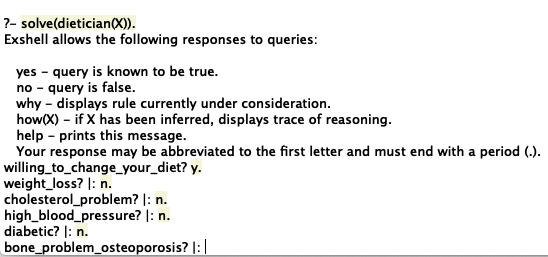 ?- solve(dietician(X)).
Exshell allows the following responses to queries:
yes – query is known to be true.
no – query is false.
why – displays rule currently under consideration.
how(X) – if X has been inferred, displays trace of reasoning.
help – prints this message.
Your response may be abbreviated to the first letter and must end with a period (.).
willing_to_change_your_diet? y.
weight_loss? |: n.
cholesterol_problem? |: n.
high_blood_pressure? |: n.
diabetic? |: n.
bone_problem_osteoporosis? |: